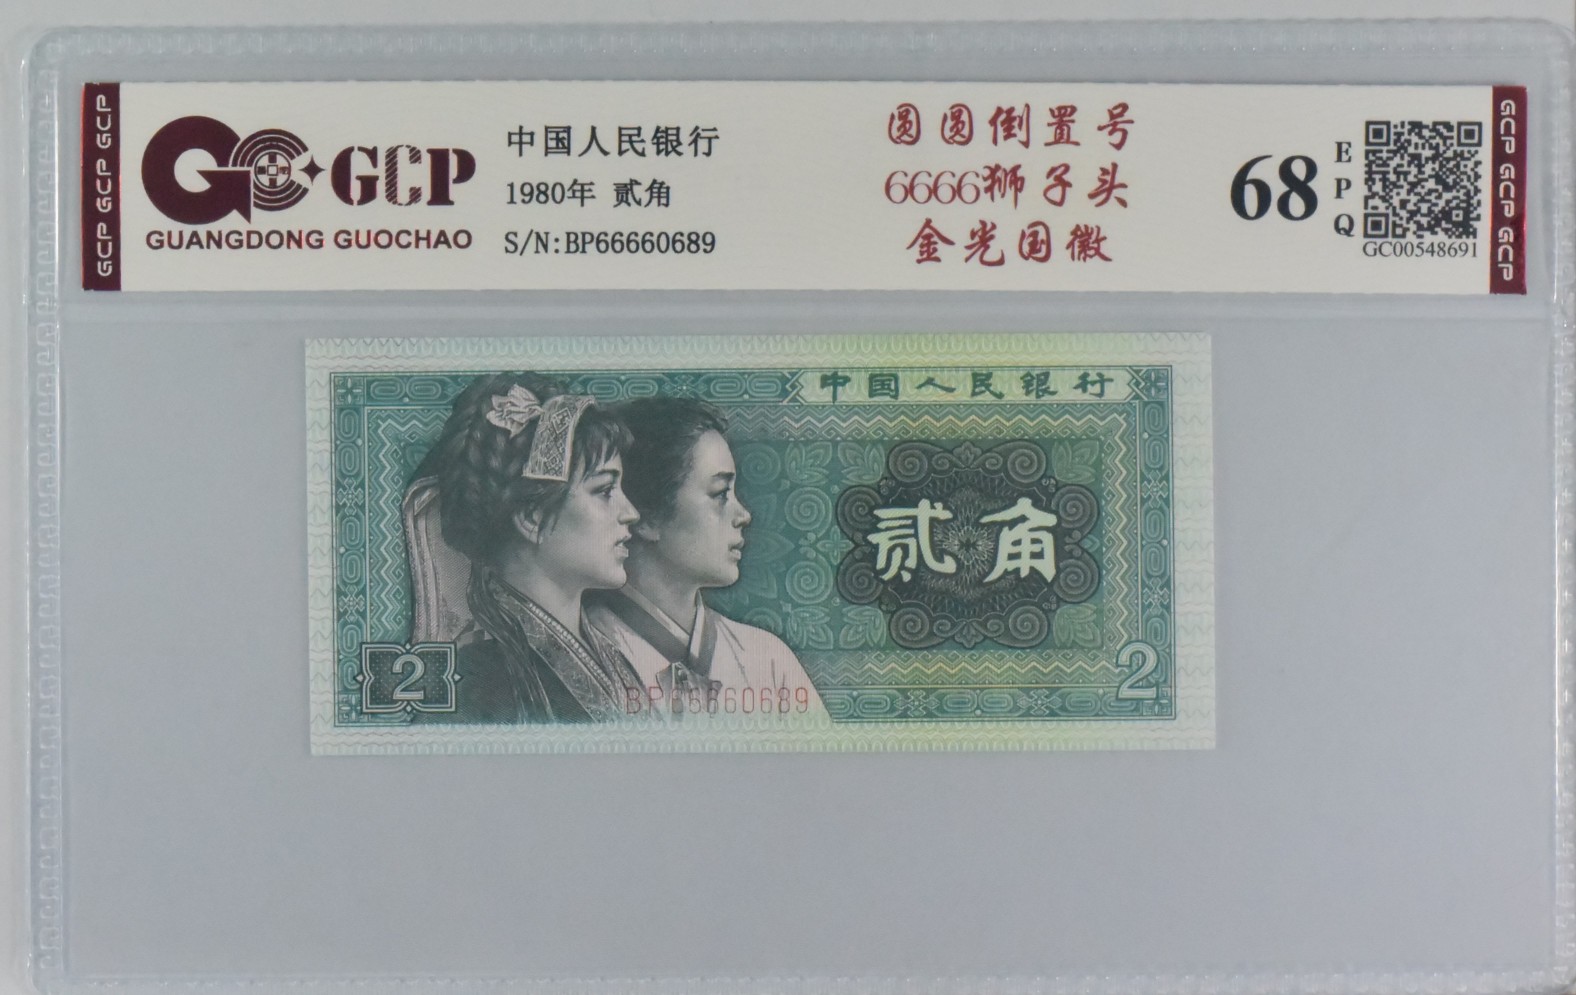 GCP GCP GCP
GCP
GUANGDONG GUOCHAO
中国人民银行
1980年 贰角
S/N:BP66660689
圆圆倒置号
6666狮子头
金光国徽
68
EPQ
GC00548691
GCP GCP GCP
中国人民银行
贰角
2
2
BP66660689